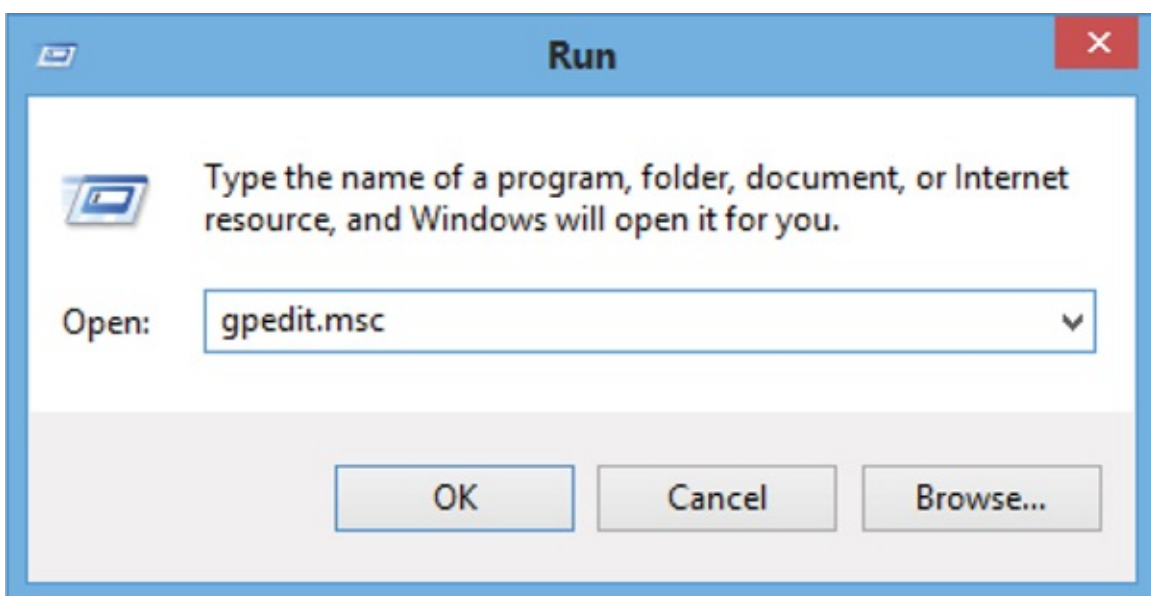 Run
Type the name of a program, folder, document, or Internet
resource, and Windows will open it for you.
Open: gpedit.msc
OK Cancel Browse...